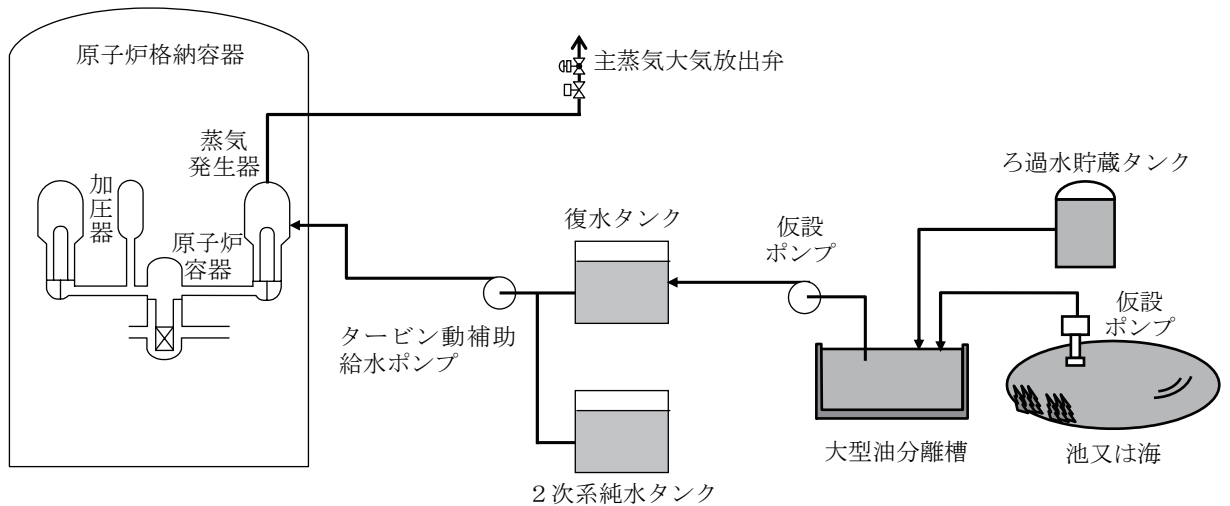 原子炉格納容器
主蒸気大気放出弁
蒸気
発生器
加圧器
原子炉
容器
復水タンク
仮設
ポンプ
ろ過水貯蔵タンク
仮設
ポンプ
タービン動補助
給水ポンプ
大型油分離槽
池又は海
2次系純水タンク